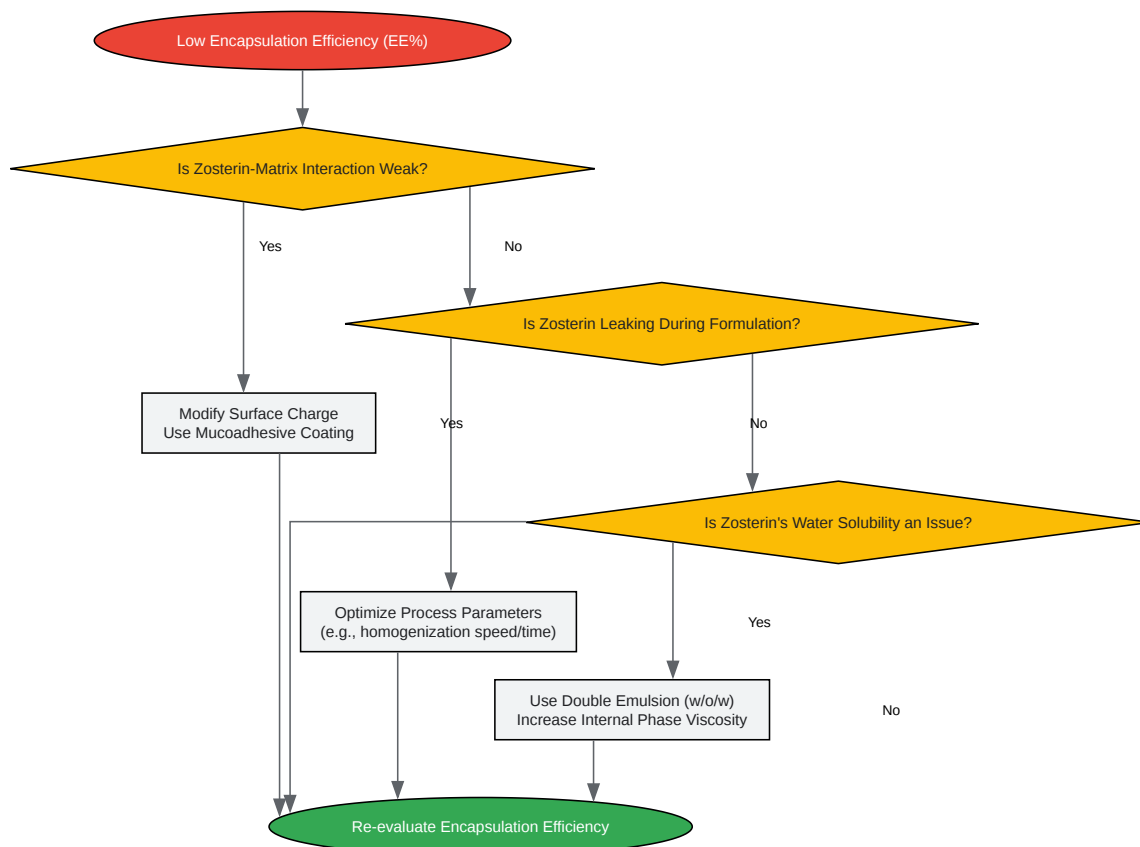 Low Encapsulation Efficiency (EE%)
Is Zosterin-Matrix Interaction Weak?
Yes
No
Is Zosterin Leaking During Formulation?
Modify Surface Charge
Use Mucoadhesive Coating
Yes
No
Is Zosterin's Water Solubility an Issue?
Optimize Process Parameters
(e.g., homogenization speed/time)
Yes
Use Double Emulsion (w/o/w)
Increase Internal Phase Viscosity
No
Re-evaluate Encapsulation Efficiency